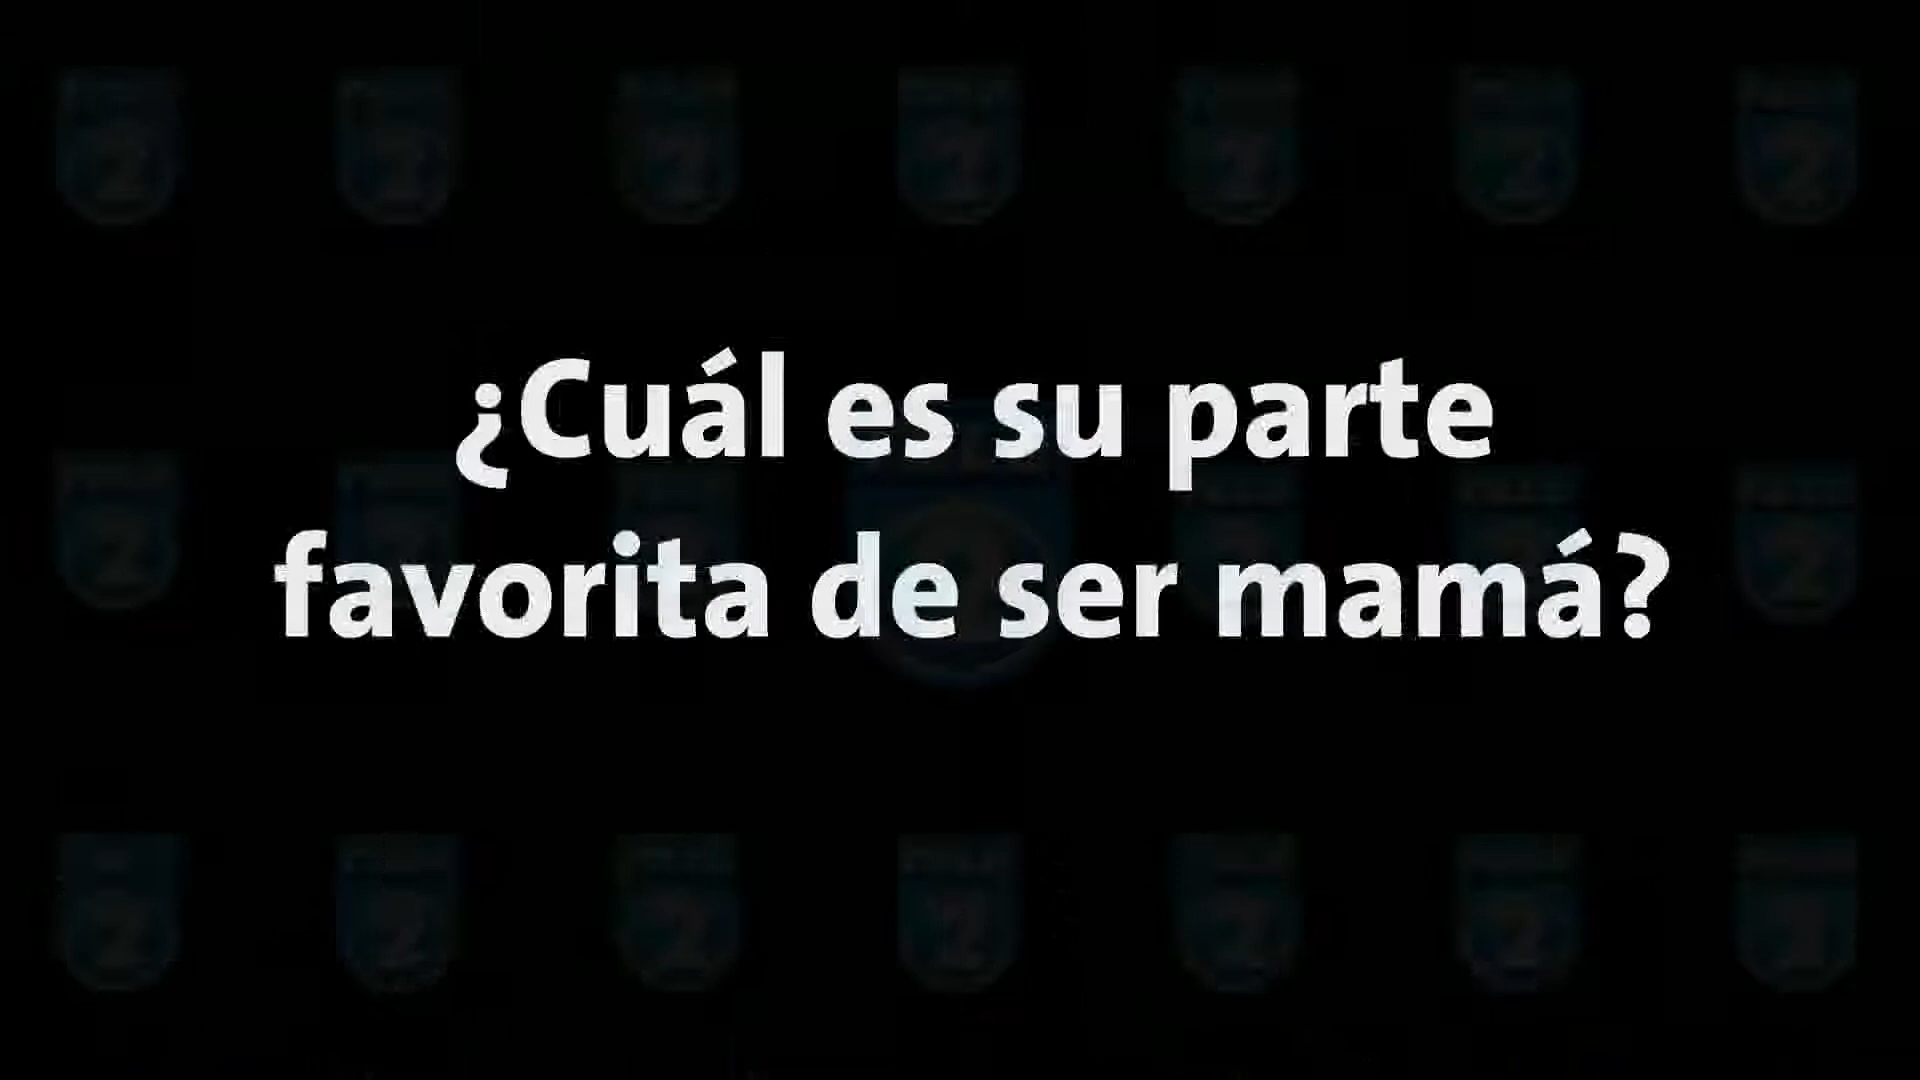 ¿Cuál es su parte
favorita de ser mamá?